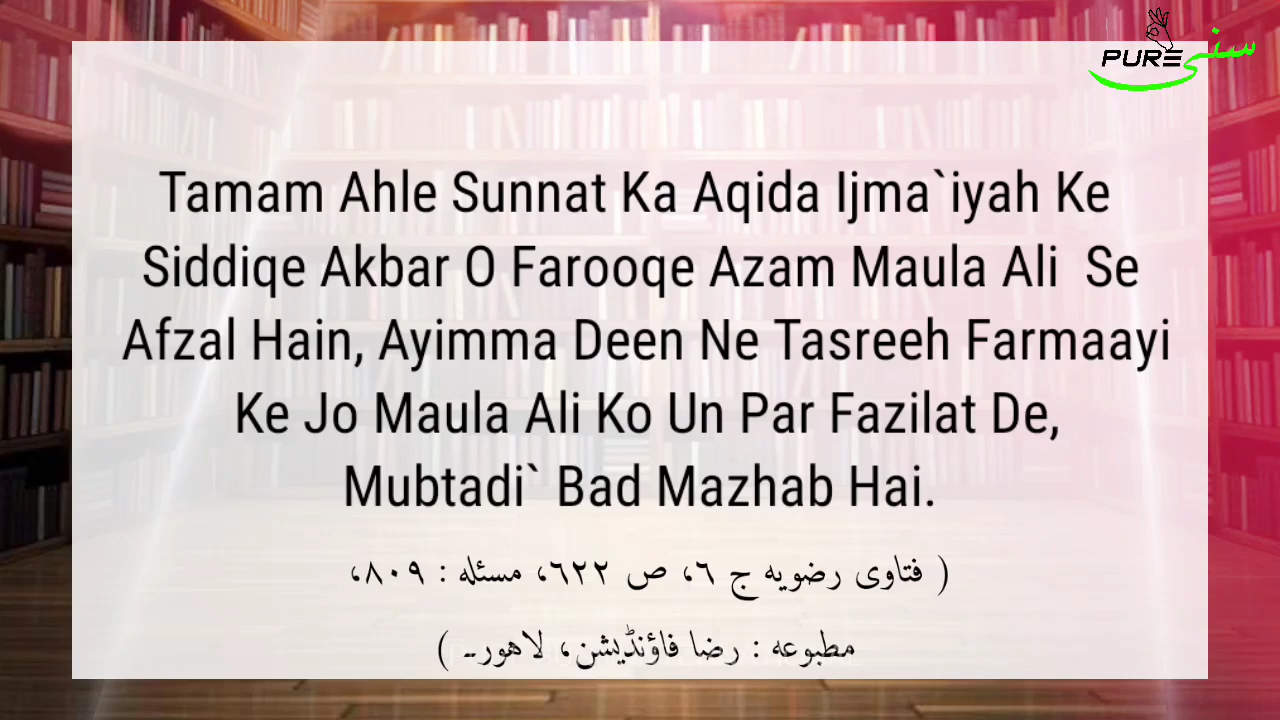 PURE سنی
Tamam Ahle Sunnat Ka Aqida Ijma`iyah Ke
Siddiqe Akbar O Farooqe Azam Maula Ali Se
Afzal Hain, Ayimma Deen Ne Tasreeh Farmaayi
Ke Jo Maula Ali Ko Un Par Fazilat De,
Mubtadi` Bad Mazhab Hai.
( فتاوی رضویه ج ٦، ص ٦٢٢، مسئله : ٨٠٩،
مطبوعه : رضا فاؤنڈیشن، لاهور۔ )